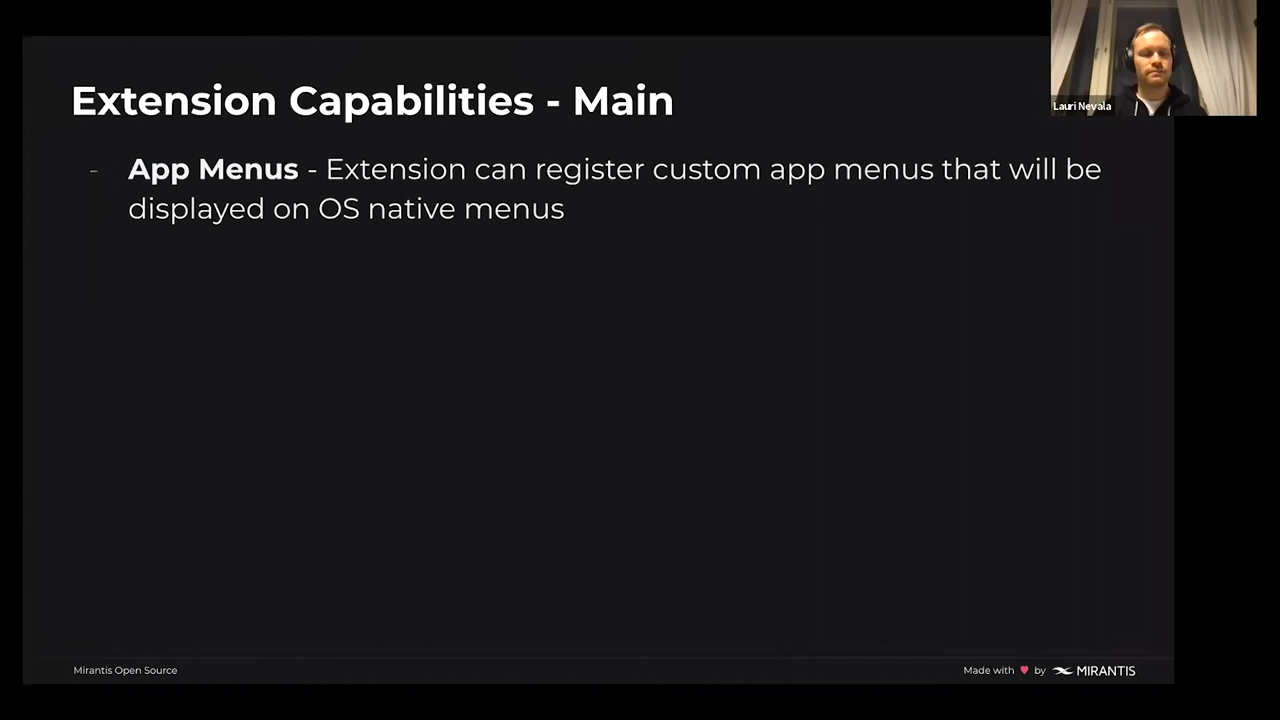 Extension Capabilities - Main
Lauri Nevala
- App Menus - Extension can register custom app menus that will be
displayed on OS native menus
Mirantis Open Source
Made with ♥ by MIRANTIS